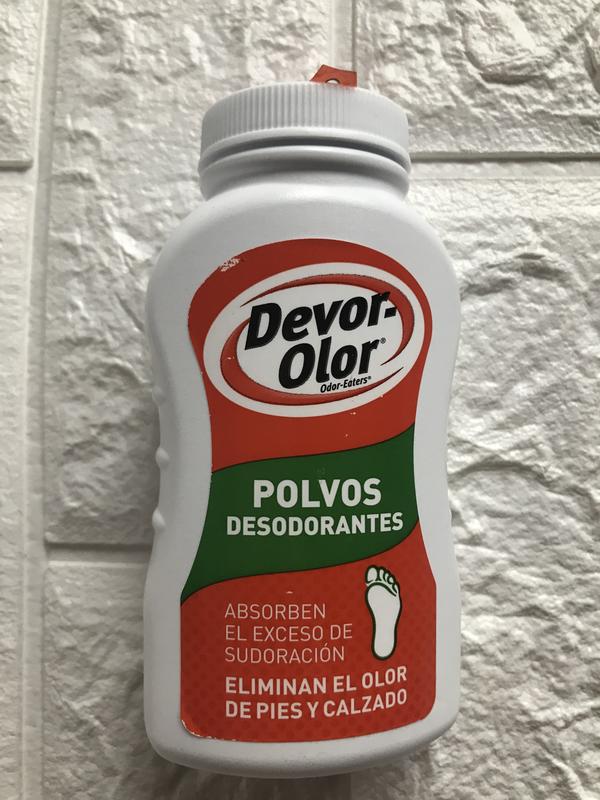 Devor-
Olor®
Odor-Eaters®
POLVOS
DESODORANTES
ABSORBEN
EL EXCESO DE
SUDORACIÓN
ELIMINAN EL OLOR
DE PIES Y CALZADO